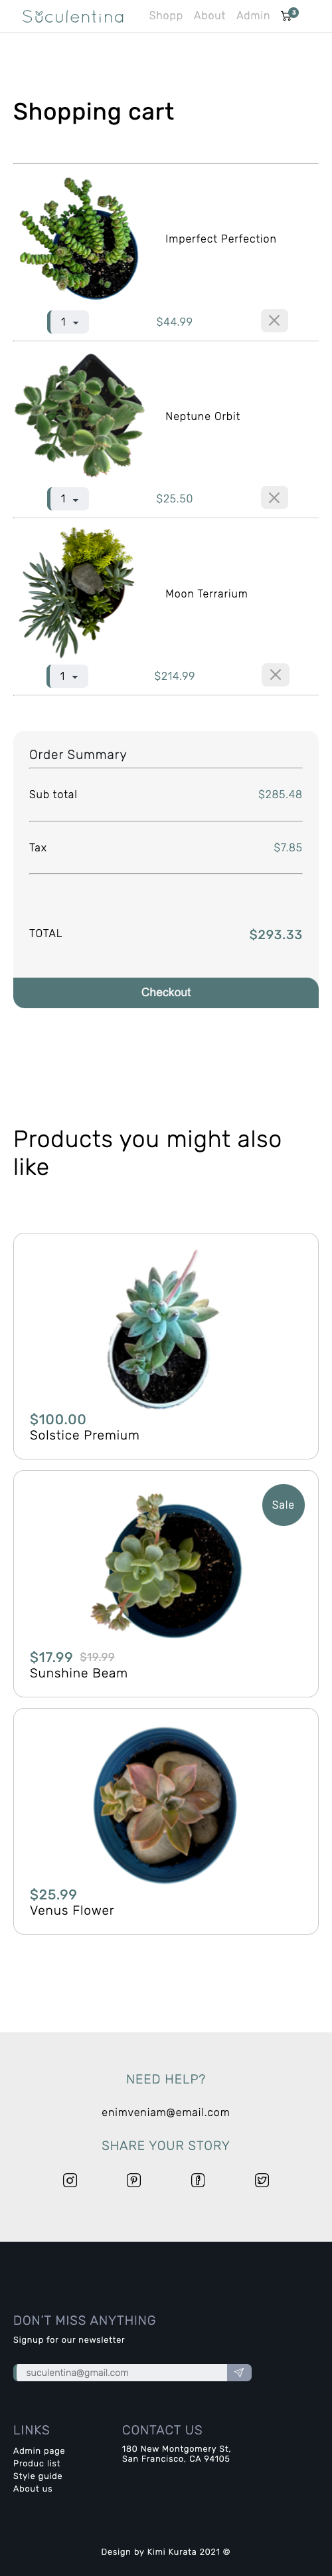 Suculentina
Shopp About Admin 3
Shopping cart
Imperfect Perfection
1 $44.99
Neptune Orbit
1 $25.50
Moon Terrarium
1 $214.99
Order Summary
Sub total $285.48
Tax $7.85
TOTAL $293.33
Checkout
Products you might also
like
$100.00
Solstice Premium
Sale
$17.99 $19.99
Sunshine Beam
$25.99
Venus Flower
NEED HELP?
enimveniam@email.com
SHARE YOUR STORY
DON'T MISS ANYTHING
Signup for our newsletter
suculentina@gmail.com
LINKS
Admin page
Produc list
Style guide
About us
CONTACT US
180 New Montgomery St,
San Francisco, CA 94105
Design by Kimi Kurata 2021 ©